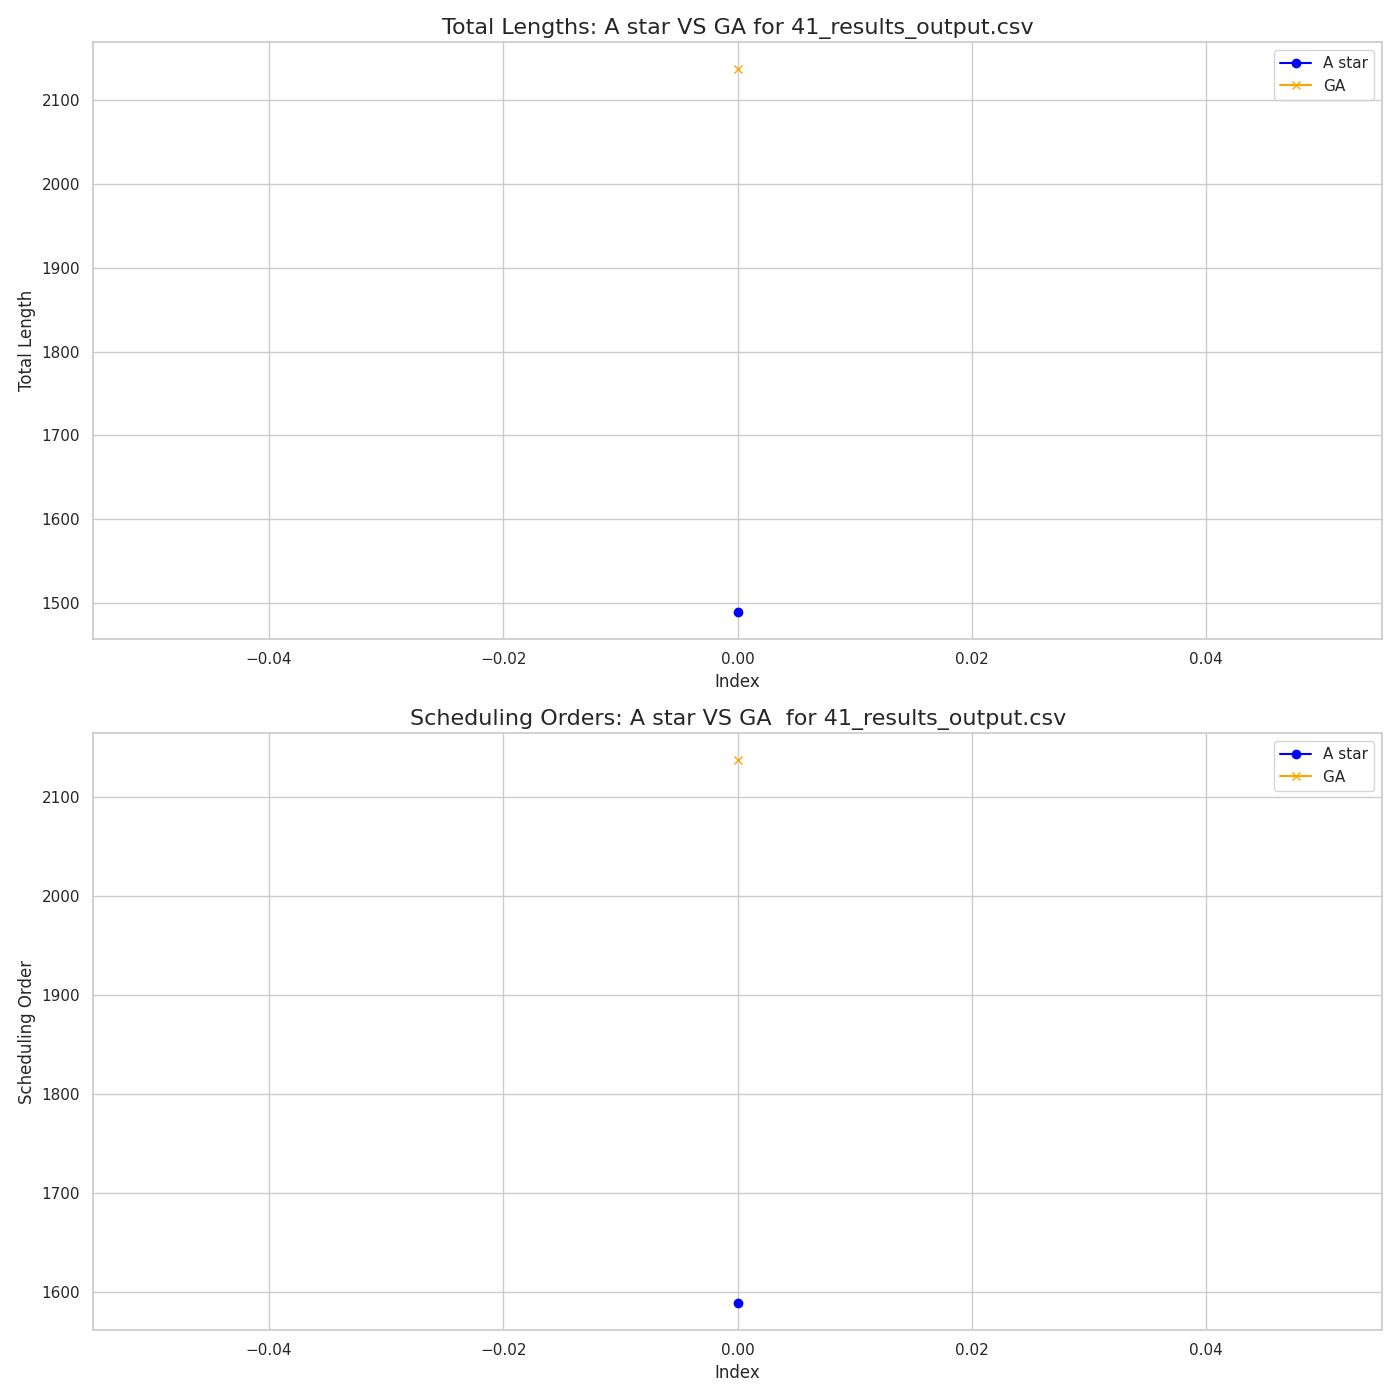 Total Lengths: A star VS GA for 41_results_output.csv
A star
GA
2100
2000
1900
1800
1700
1600
1500
Total Length
−0.04
−0.02
0.00
0.02
0.04
Index
Scheduling Orders: A star VS GA  for 41_results_output.csv
A star
GA
2100
2000
1900
1800
1700
1600
Scheduling Order
−0.04
−0.02
0.00
0.02
0.04
Index